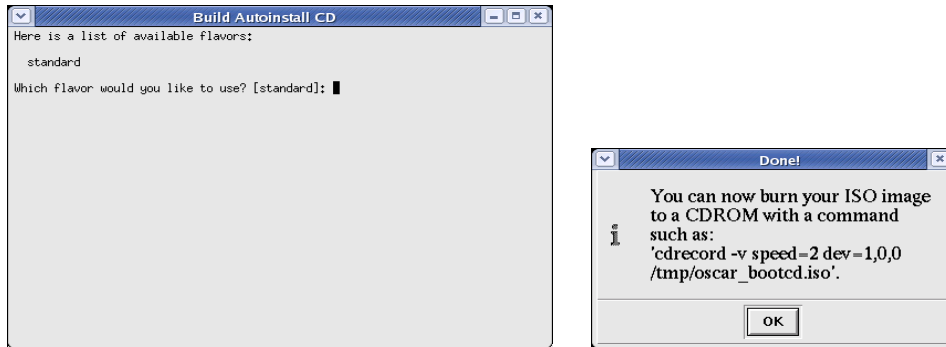 Build Autoinstall CD
Here is a list of available flavors:
standard
Which flavor would you like to use? [standard]:
Done!
You can now burn your ISO image
to a CDROM with a command
such as:
'cdrecord -v speed=2 dev=1,0,0
/tmp/oscar_bootcd.iso'.
OK